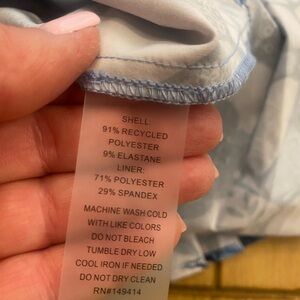 SHELL:
91% RECYCLED
POLYESTER
9% ELASTANE
LINER:
71% POLYESTER
29% SPANDEX
MACHINE WASH COLD
WITH LIKE COLORS
DO NOT BLEACH
TUMBLE DRY LOW
COOL IRON IF NEEDED
DO NOT DRY CLEAN
RN#149414